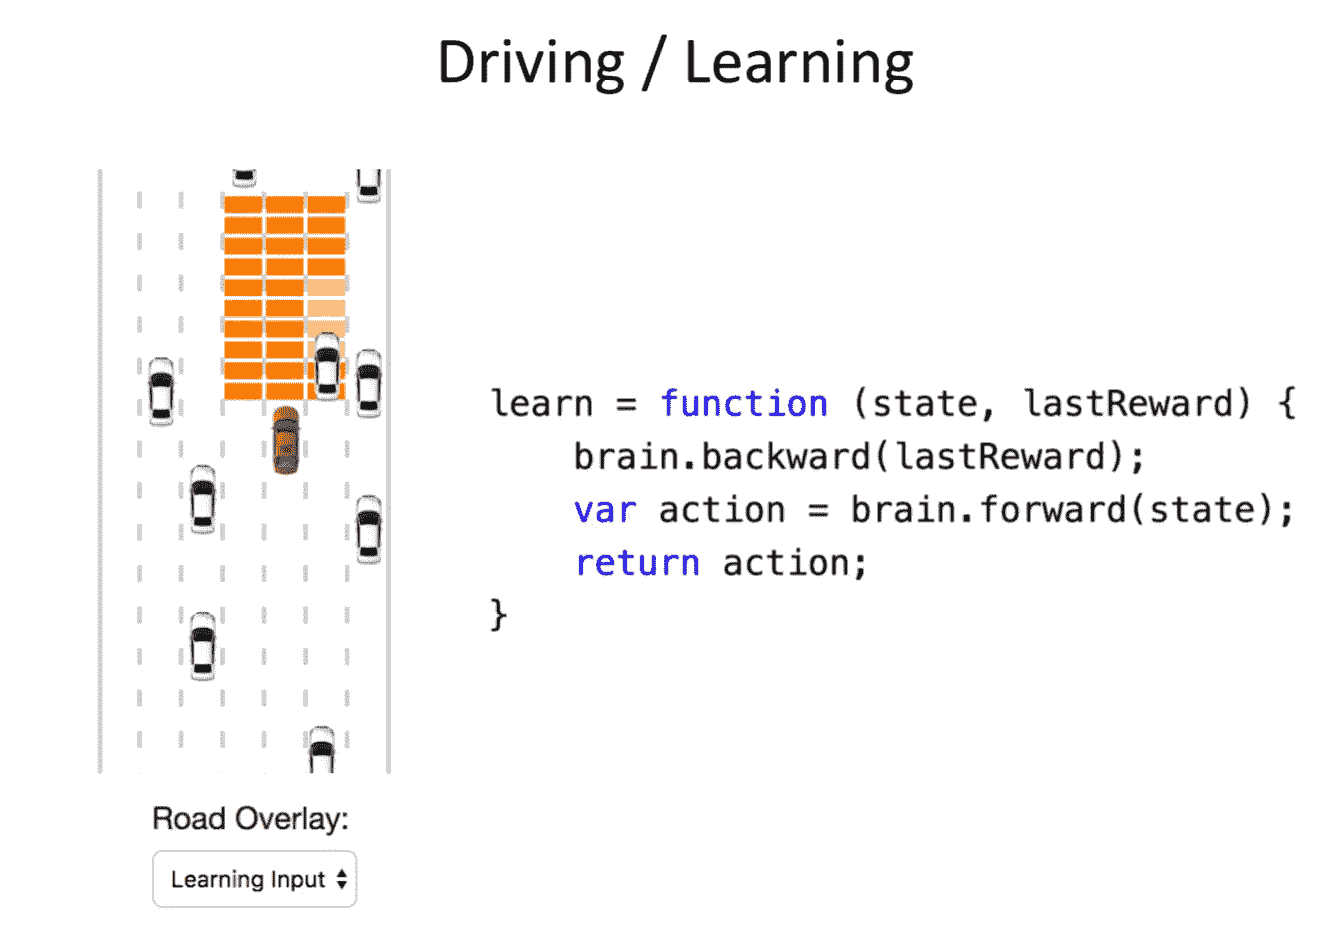 Driving / Learning
learn = function (state, lastReward) {
    brain.backward(lastReward);
    var action = brain.forward(state);
    return action;
}
Road Overlay:
Learning Input